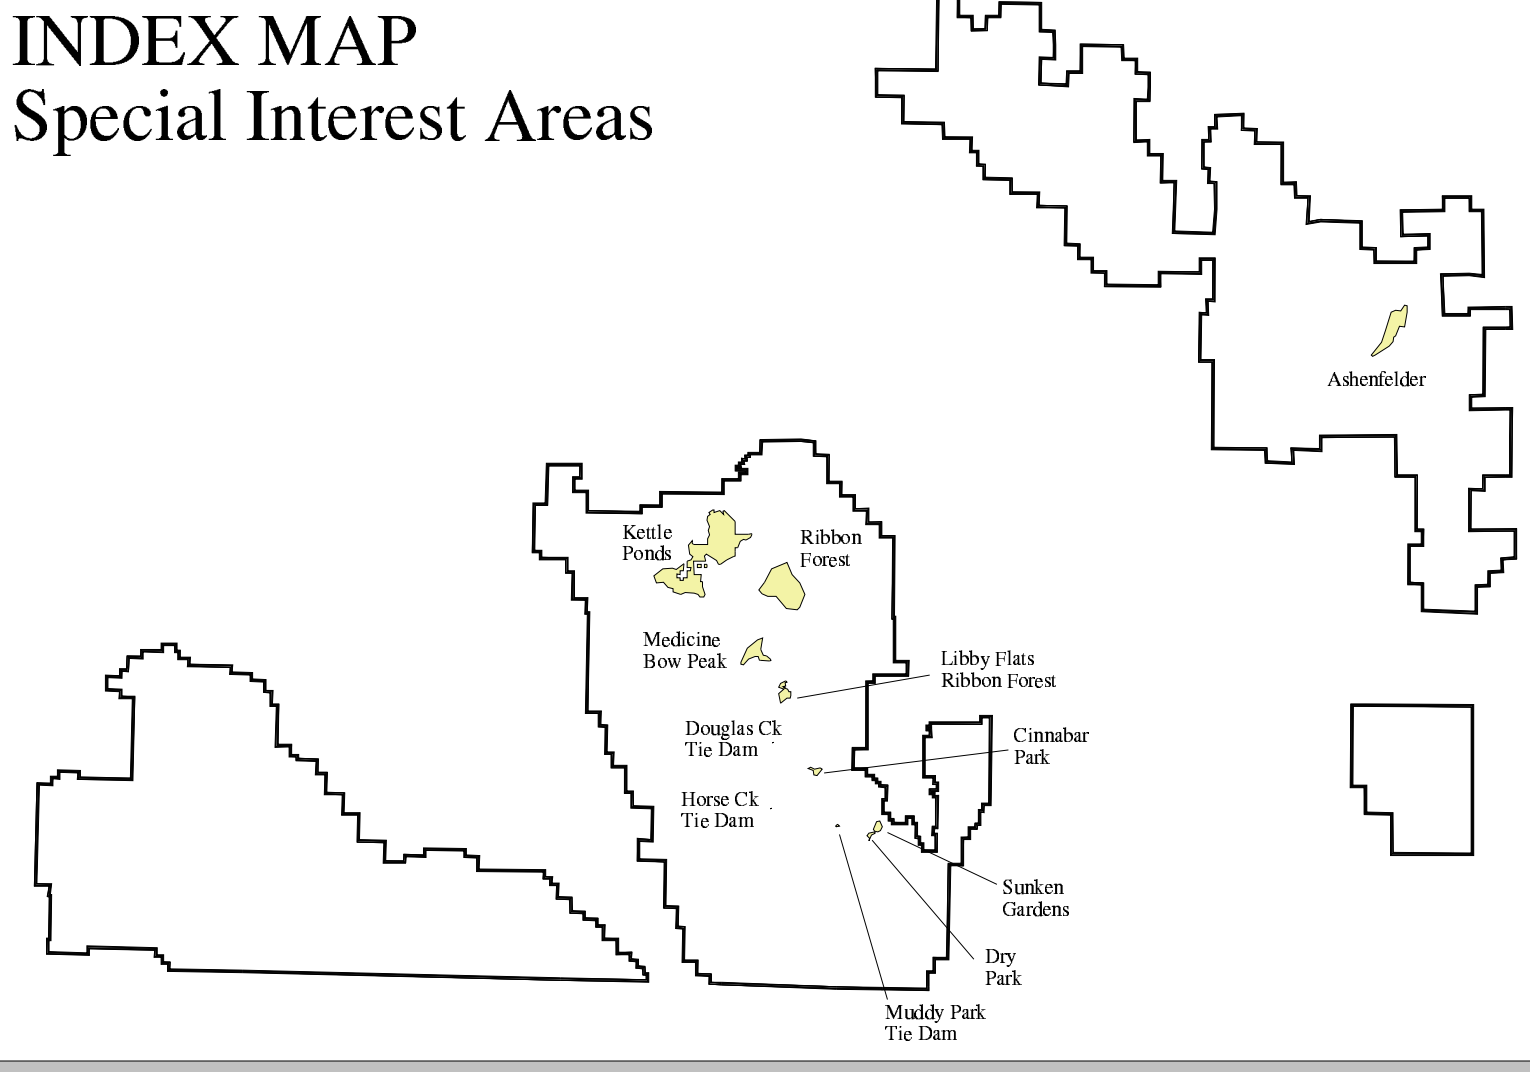 INDEX MAP
Special Interest Areas
Ashenfelder
Kettle
Ponds
Ribbon
Forest
Medicine
Bow Peak
Libby Flats
Ribbon Forest
Douglas Ck
Tie Dam
Cinnabar
Park
Horse Ck
Tie Dam
Sunken
Gardens
Dry
Park
Muddy Park
Tie Dam